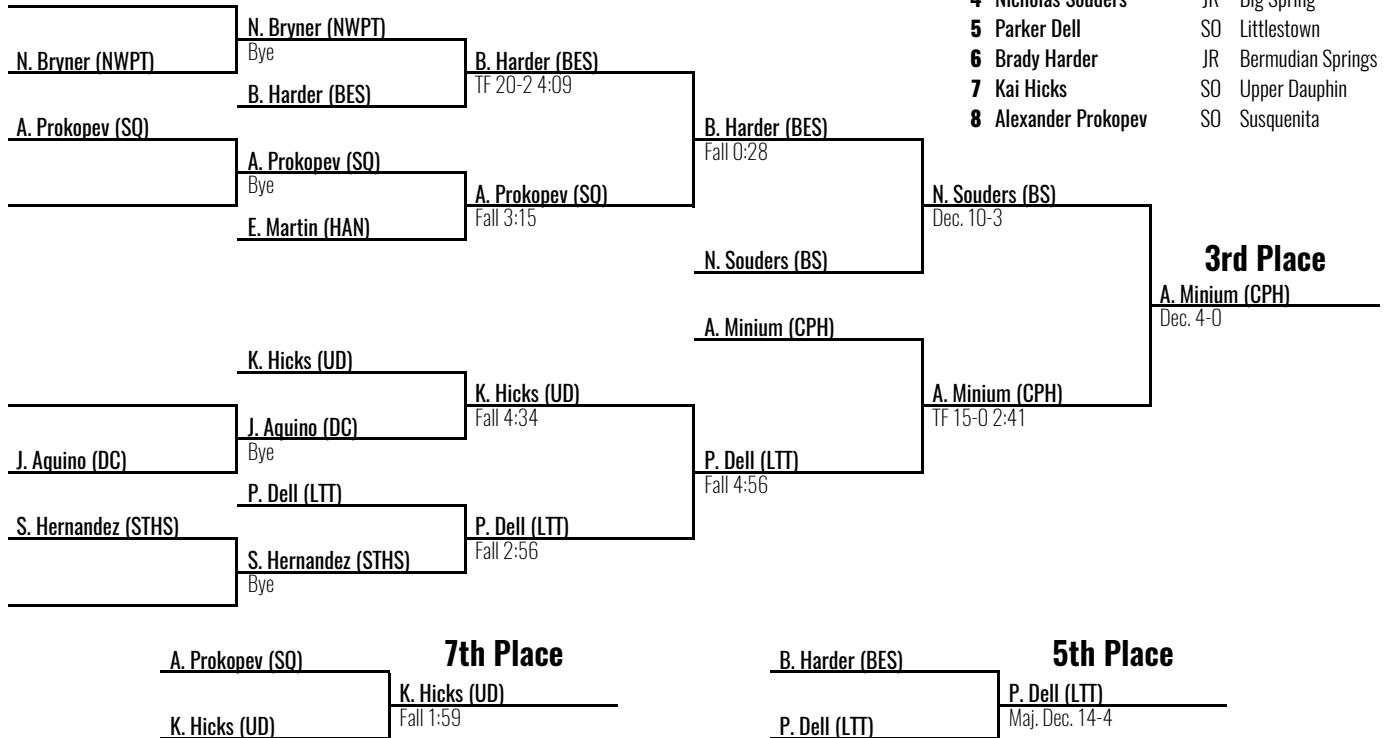 4 Nicholas Souders JR Big Spring
5 Parker Dell SO Littlestown
6 Brady Harder JR Bermudian Springs
7 Kai Hicks SO Upper Dauphin
8 Alexander Prokopev SO Susquenita
N. Bryner (NWPT)
N. Bryner (NWPT)
Bye
B. Harder (BES)
B. Harder (BES)
TF 20-2 4:09
A. Prokopev (SQ)
A. Prokopev (SQ)
Bye
E. Martin (HAN)
A. Prokopev (SQ)
Fall 3:15
B. Harder (BES)
Fall 0:28
N. Souders (BS)
N. Souders (BS)
Dec. 10-3
3rd Place
A. Minium (CPH)
Dec. 4-0
A. Minium (CPH)
A. Minium (CPH)
TF 15-0 2:41
K. Hicks (UD)
K. Hicks (UD)
Fall 4:34
J. Aquino (DC)
J. Aquino (DC)
Bye
P. Dell (LTT)
Fall 4:56
P. Dell (LTT)
P. Dell (LTT)
Fall 2:56
S. Hernandez (STHS)
S. Hernandez (STHS)
Bye
7th Place
A. Prokopev (SQ)
K. Hicks (UD)
Fall 1:59
K. Hicks (UD)
5th Place
B. Harder (BES)
P. Dell (LTT)
Maj. Dec. 14-4
P. Dell (LTT)